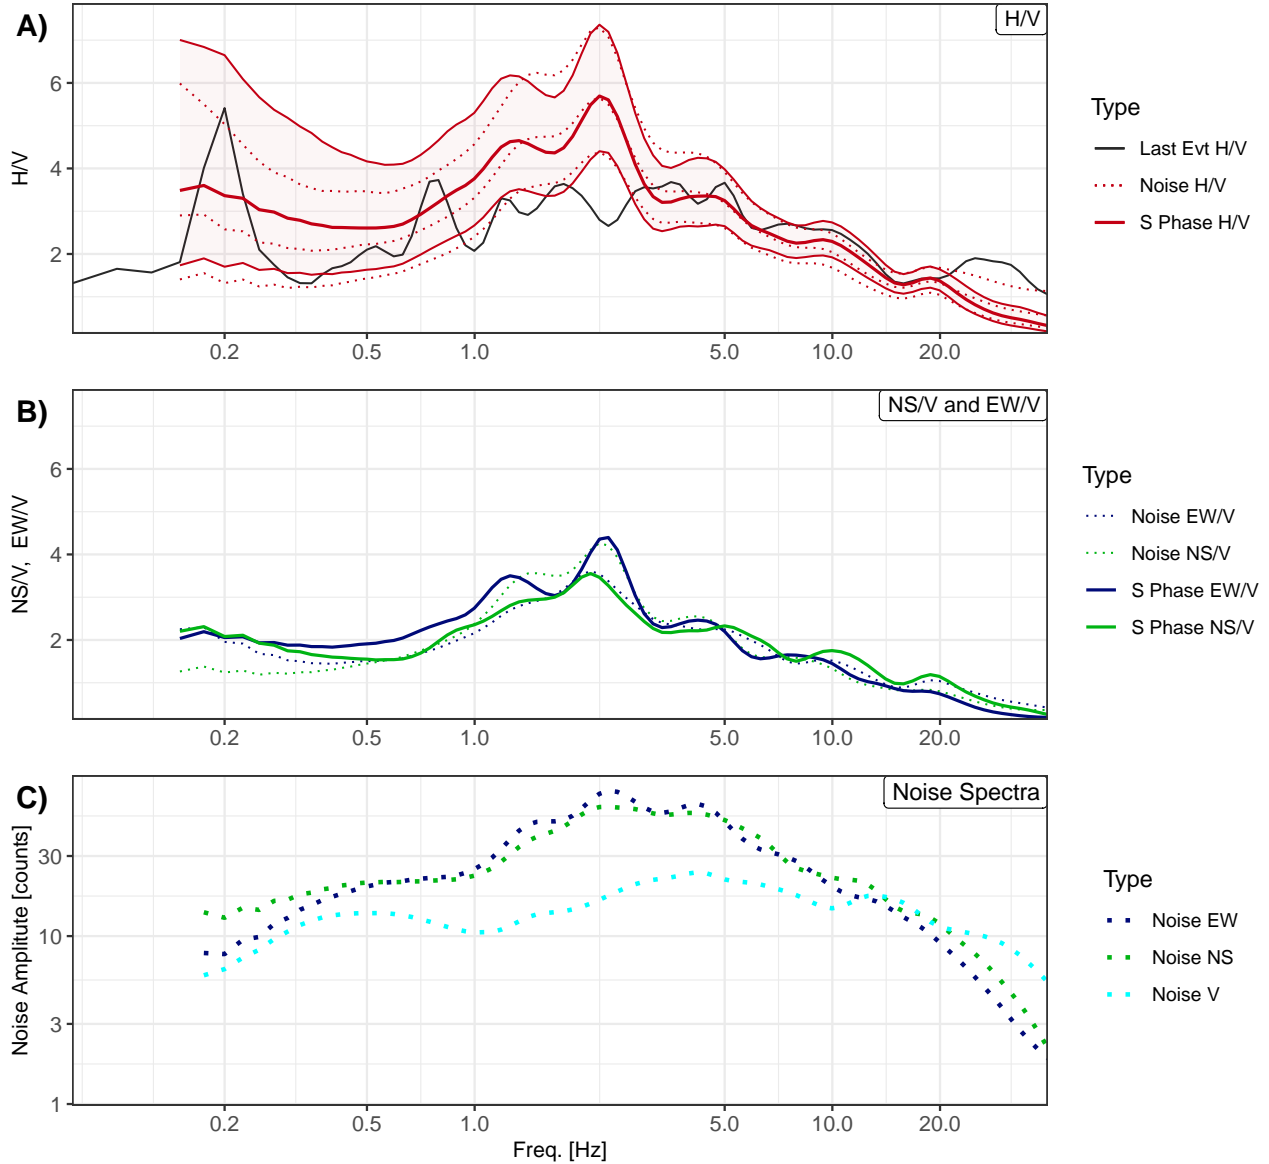 A)
H/V
H/V
6
4
2
0.2 0.5 1.0 5.0 10.0 20.0
Type
Last Evt H/V
Noise H/V
S Phase H/V
B)
NS/V and EW/V
NS/V, EW/V
6
4
2
0.2 0.5 1.0 5.0 10.0 20.0
Type
Noise EW/V
Noise NS/V
S Phase EW/V
S Phase NS/V
C)
Noise Spectra
Noise Amplitude [counts]
30
10
3
1
0.2 0.5 1.0 5.0 10.0 20.0
Freq. [Hz]
Type
Noise EW
Noise NS
Noise V